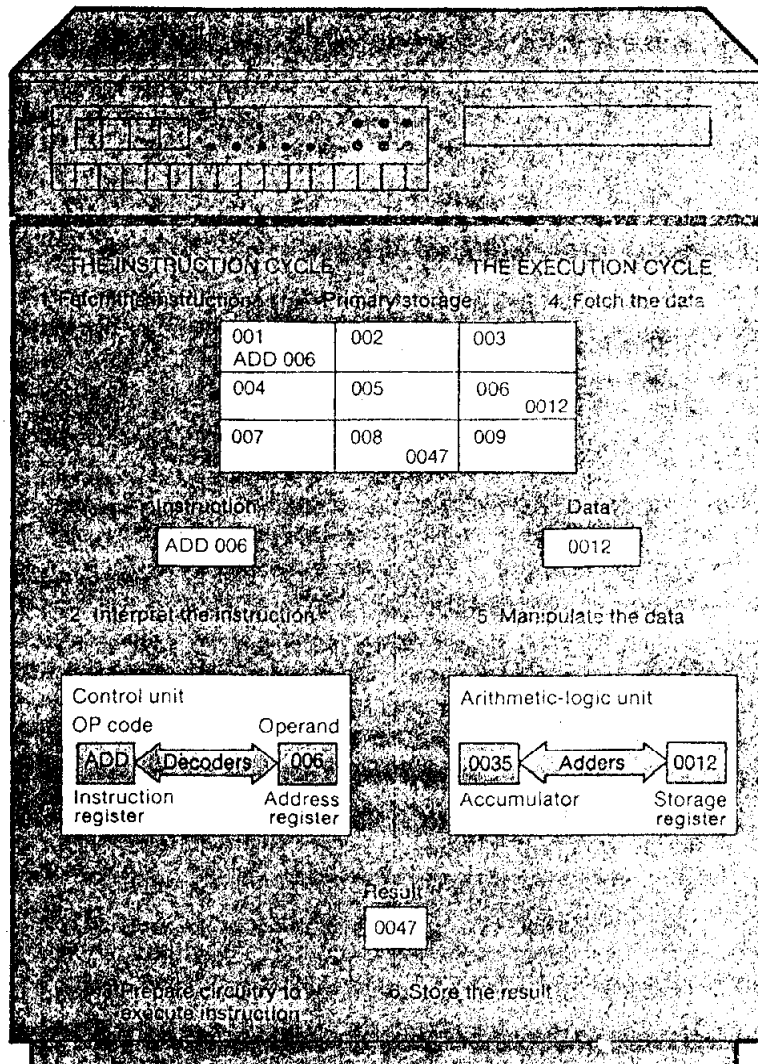 THE INSTRUCTION CYCLE
THE EXECUTION CYCLE
1. Fetch the instruction
Primary storage
4. Fetch the data
001 002 003
ADD 006
004 005 006
0012
007 008 009
0047
Instruction
Data
ADD 006
0012
2. Interpret the instruction
5. Manipulate the data
Control unit
Arithmetic-logic unit
OP code Operand
ADD Decoders 006
0035 Adders 0012
Instruction Address
register register
Accumulator Storage
register
Result
0047
Prepare circuitry to
execute instruction
6. Store the result